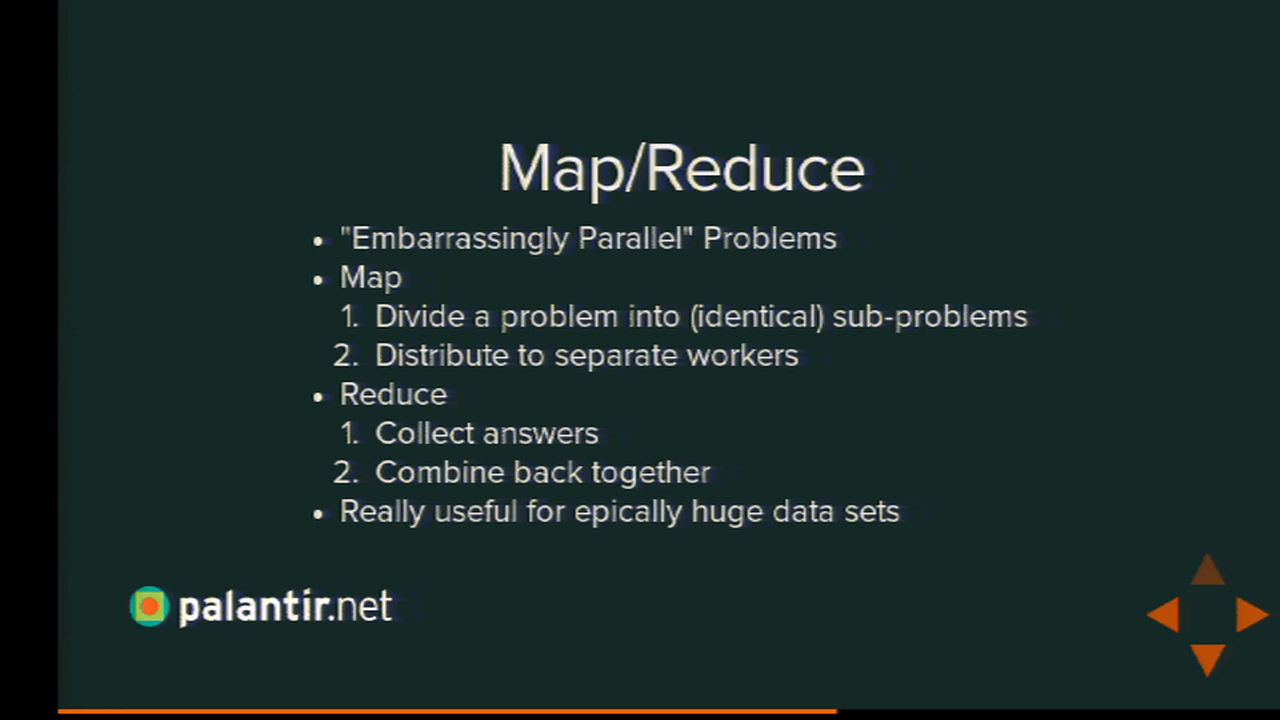 Map/Reduce
• "Embarrassingly Parallel" Problems
• Map
1. Divide a problem into (identical) sub-problems
2. Distribute to separate workers
• Reduce
1. Collect answers
2. Combine back together
• Really useful for epically huge data sets
palantir.net